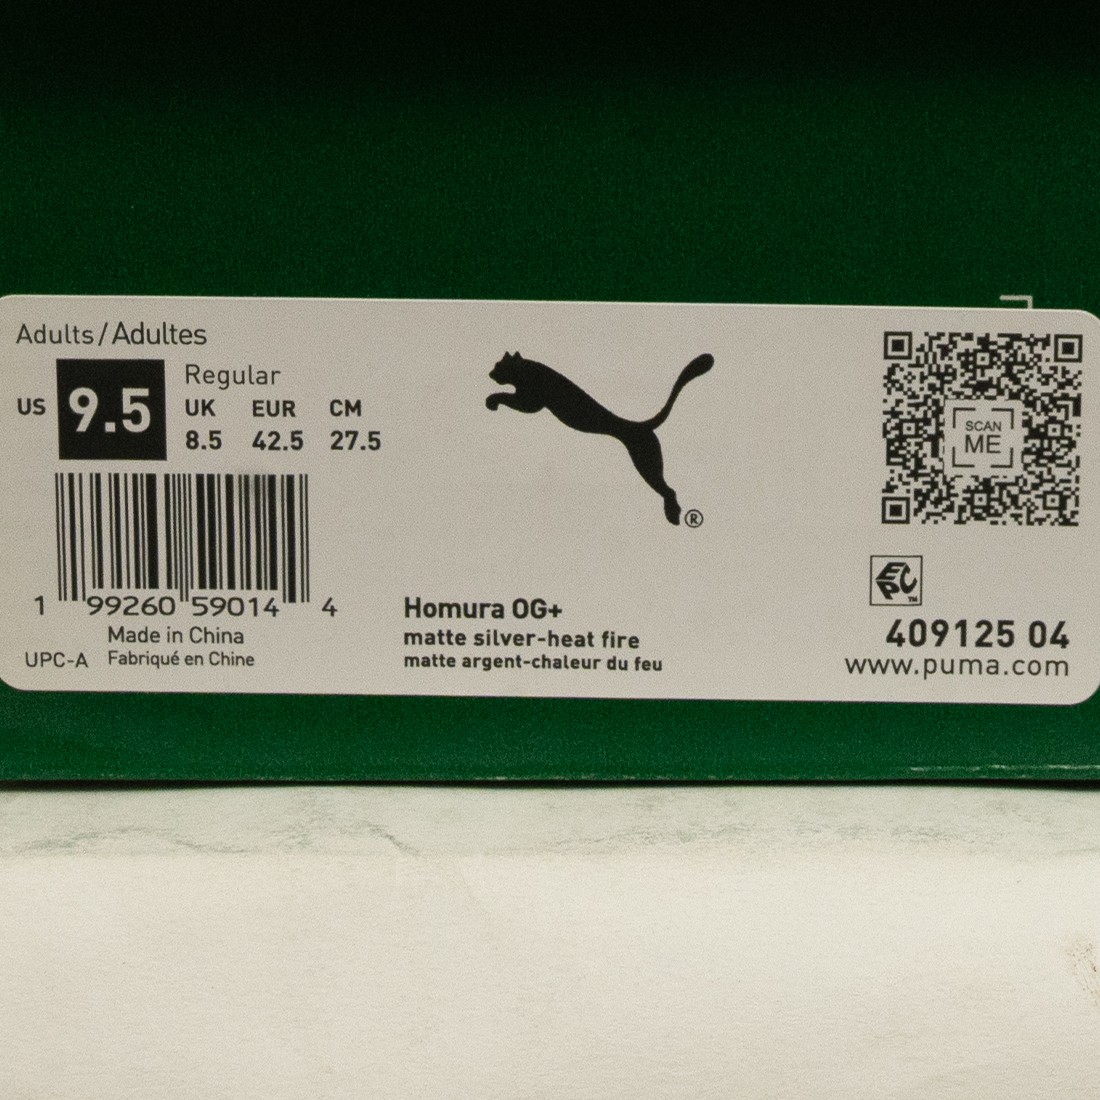 Adults/Adultes
US 9.5 Regular
UK EUR CM
8.5 42.5 27.5
1 99260 59014 4
Made in China
UPC-A Fabriqué en Chine
®
Homura OG+
matte silver-heat fire
matte argent-chaleur du feu
SCAN
ME
EPC
™
409125 04
www.puma.com